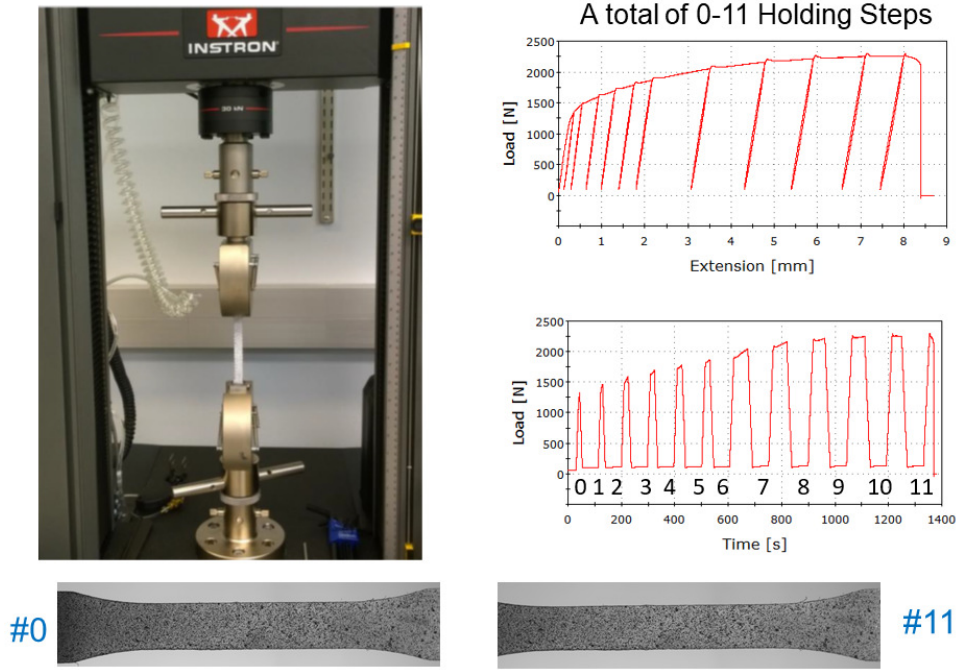 A total of 0-11 Holding Steps
INSTRON
30 kN
2500
2000
1500
1000
500
0
Load [N]
0 1 2 3 4 5 6 7 8 9
Extension [mm]
2500
2000
1500
1000
500
0
Load [N]
0 1 2 3 4 5 6 7 8 9 10 11
0 200 400 600 800 1000 1200 1400
Time [s]
#0
#11